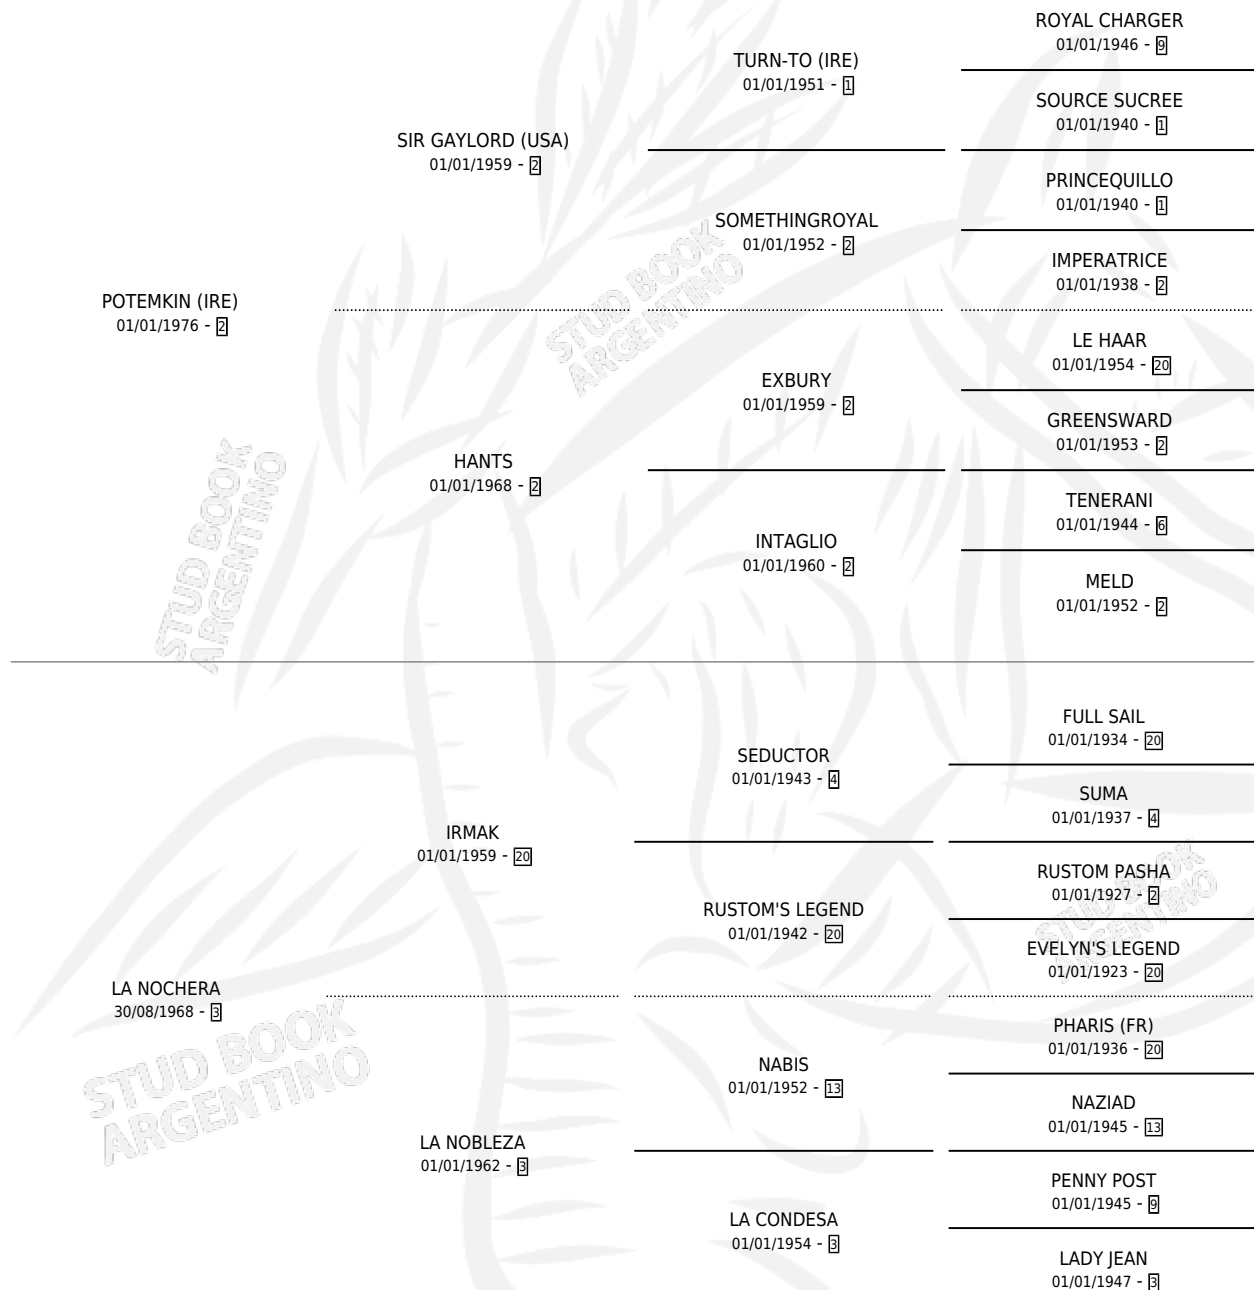 POTEMKIN (IRE)
01/01/1976 - 2
SIR GAYLORD (USA)
01/01/1959 - 2
TURN-TO (IRE)
01/01/1951 - 1
ROYAL CHARGER
01/01/1946 - 9
SOURCE SUCREE
01/01/1940 - 1
SOMETHINGROYAL
01/01/1952 - 2
PRINCEQUILLO
01/01/1940 - 1
IMPERATRICE
01/01/1938 - 2
HANTS
01/01/1968 - 2
EXBURY
01/01/1959 - 2
LE HAAR
01/01/1954 - 20
GREENSWARD
01/01/1953 - 2
INTAGLIO
01/01/1960 - 2
TENERANI
01/01/1944 - 6
MELD
01/01/1952 - 2
LA NOCHERA
30/08/1968 - 3
IRMAK
01/01/1959 - 20
SEDUCTOR
01/01/1943 - 4
FULL SAIL
01/01/1934 - 20
SUMA
01/01/1937 - 4
RUSTOM'S LEGEND
01/01/1942 - 20
RUSTOM PASHA
01/01/1927 - 2
EVELYN'S LEGEND
01/01/1923 - 20
LA NOBLEZA
01/01/1962 - 3
NABIS
01/01/1952 - 13
PHARIS (FR)
01/01/1936 - 20
NAZIAD
01/01/1945 - 13
LA CONDESA
01/01/1954 - 3
PENNY POST
01/01/1945 - 9
LADY JEAN
01/01/1947 - 3
STUD BOOK
ARGENTINO
STUD BOOK
ARGENTINO
STUD BOOK
ARGENTINO
STUD BOOK
ARGENTINO